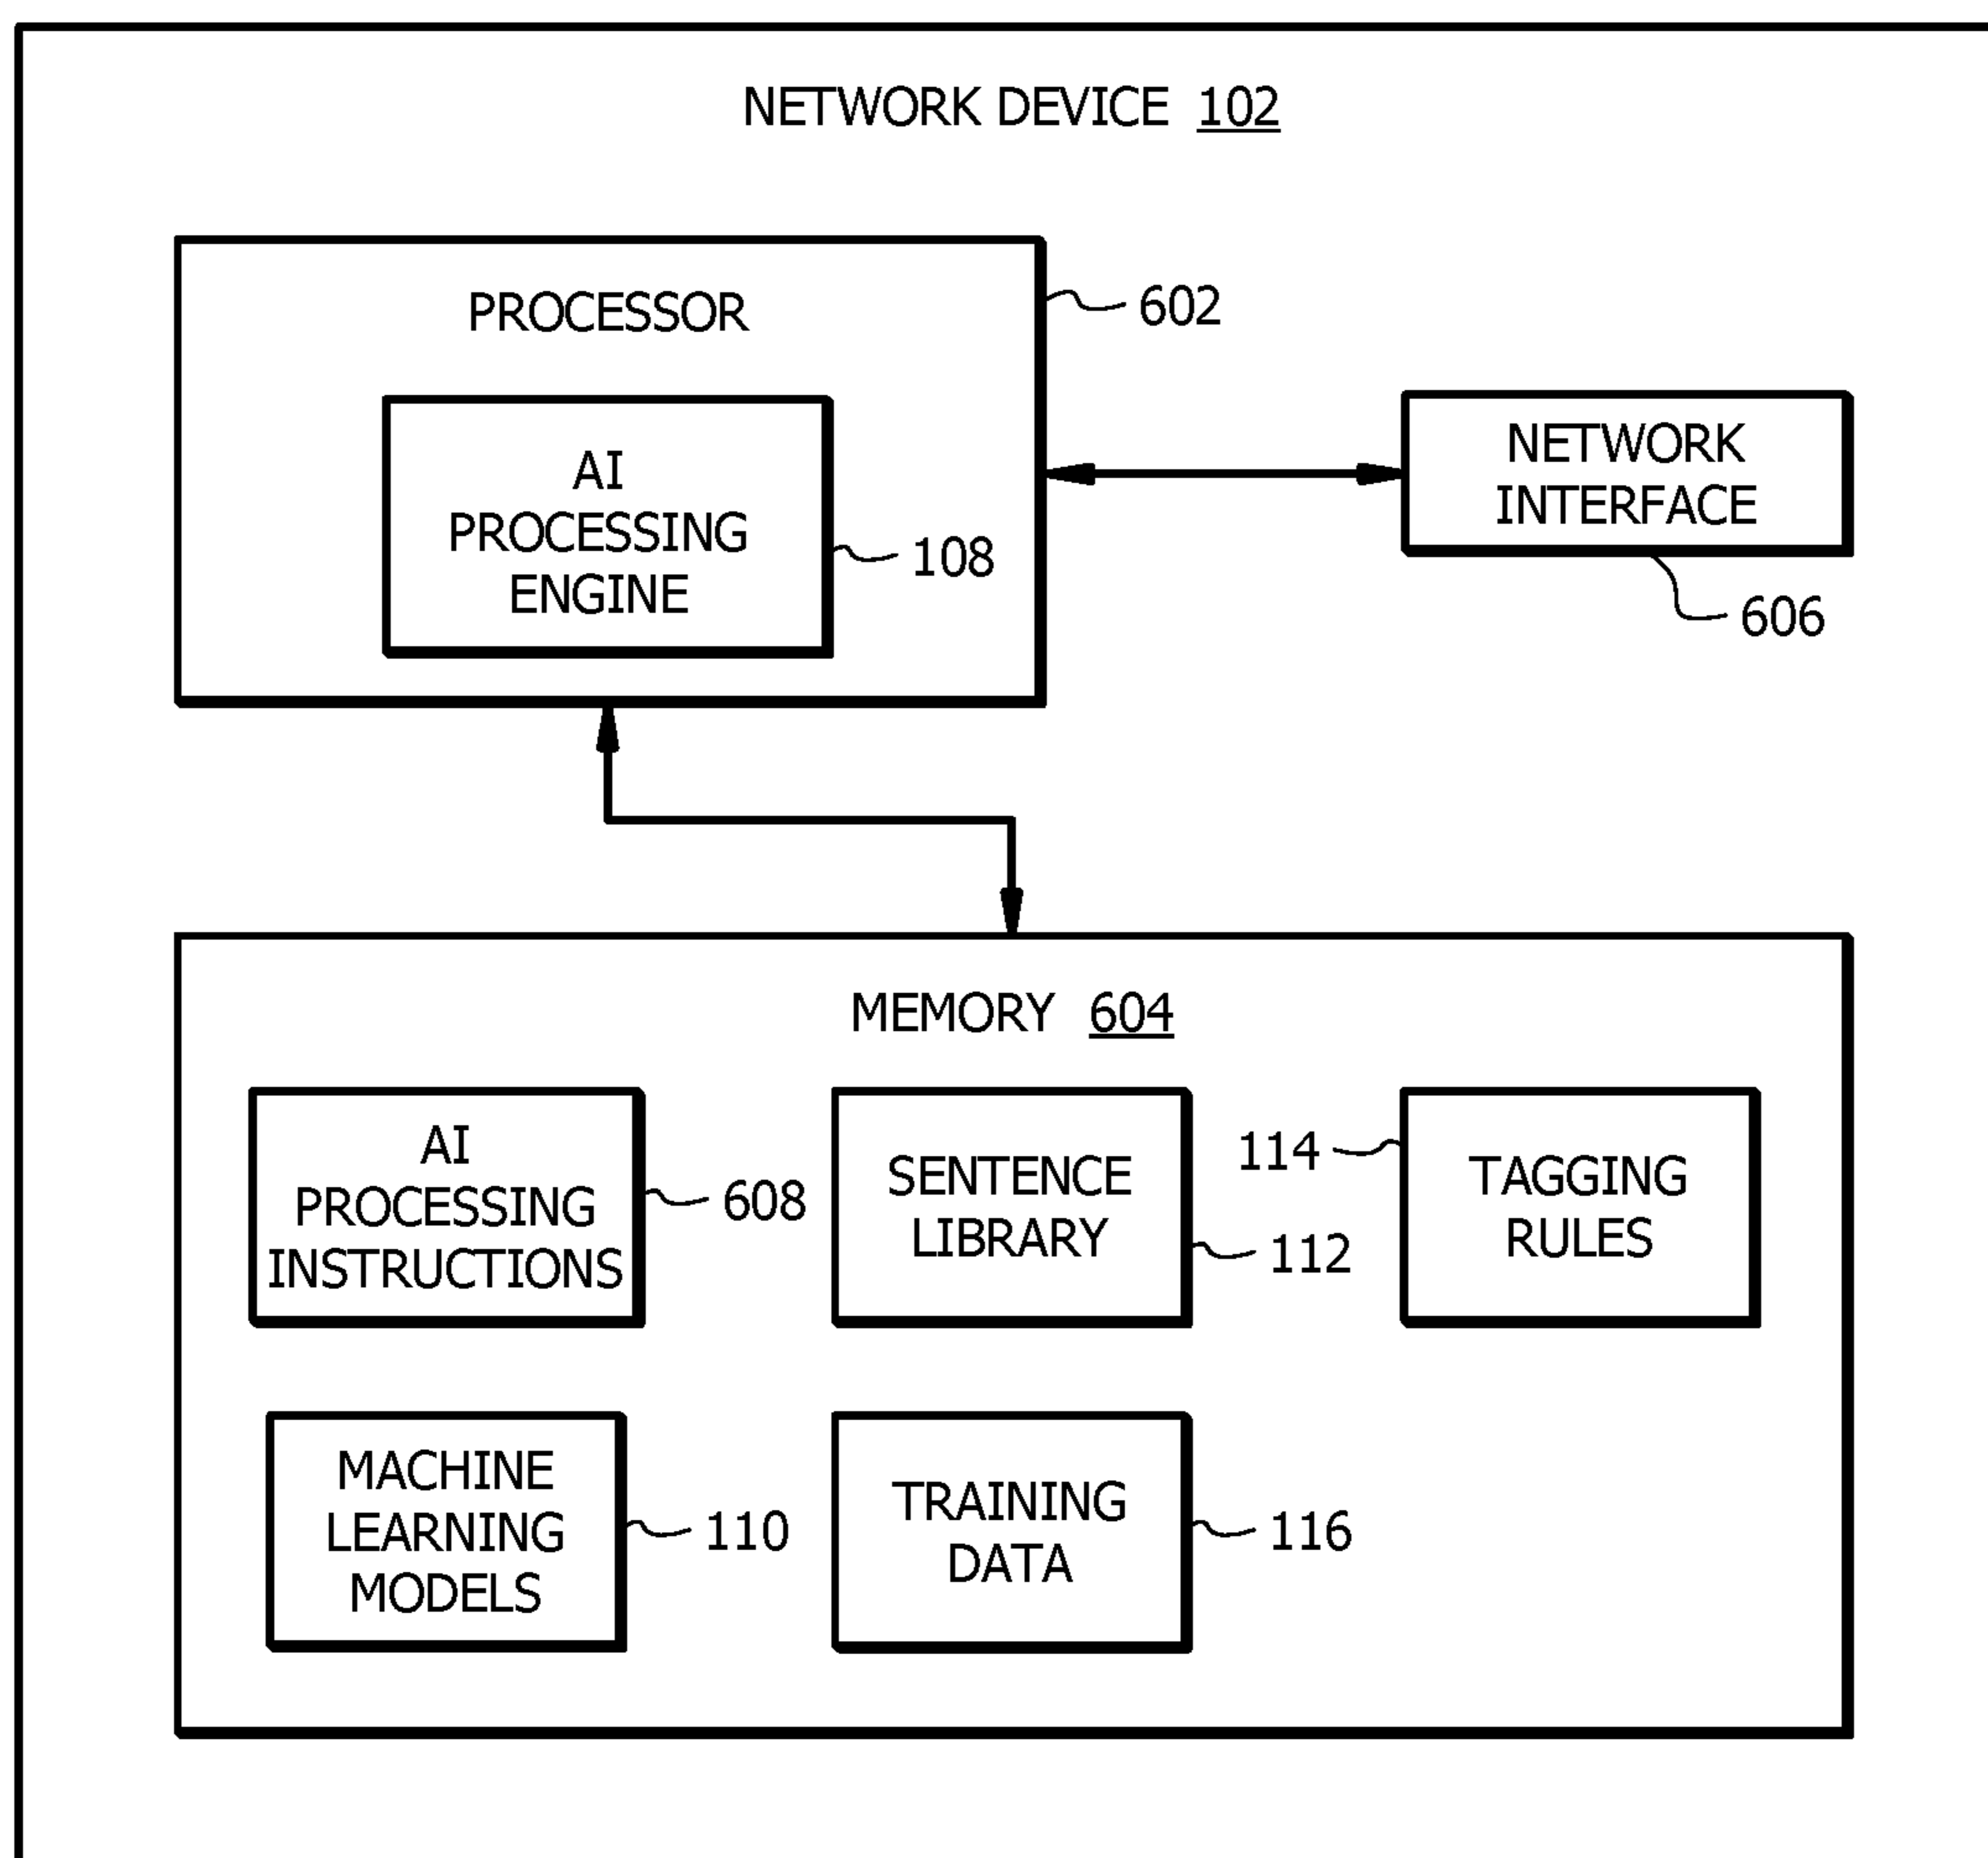 NETWORK DEVICE 102
PROCESSOR
602
AI
PROCESSING
ENGINE
108
NETWORK
INTERFACE
606
MEMORY 604
AI
PROCESSING
INSTRUCTIONS
608
SENTENCE
LIBRARY
112
114
TAGGING
RULES
MACHINE
LEARNING
MODELS
110
TRAINING
DATA
116